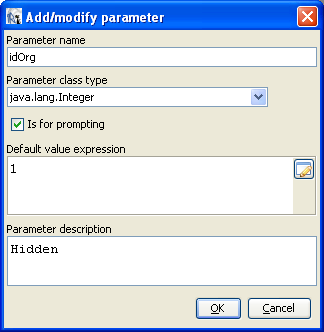 Add/modify parameter
Parameter name
idOrg
Parameter class type
java.lang.Integer
Is for prompting
Default value expression
1
Parameter description
Hidden
OK Cancel